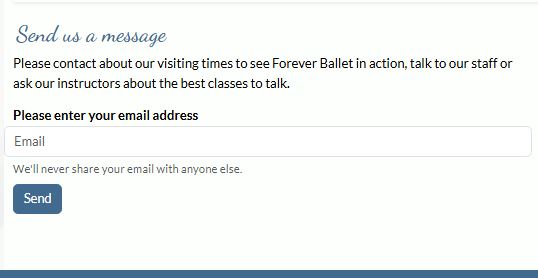 Send us a message
Please contact about our visiting times to see Forever Ballet in action, talk to our staff or
ask our instructors about the best classes to talk.
Please enter your email address
Email
We'll never share your email with anyone else.
Send